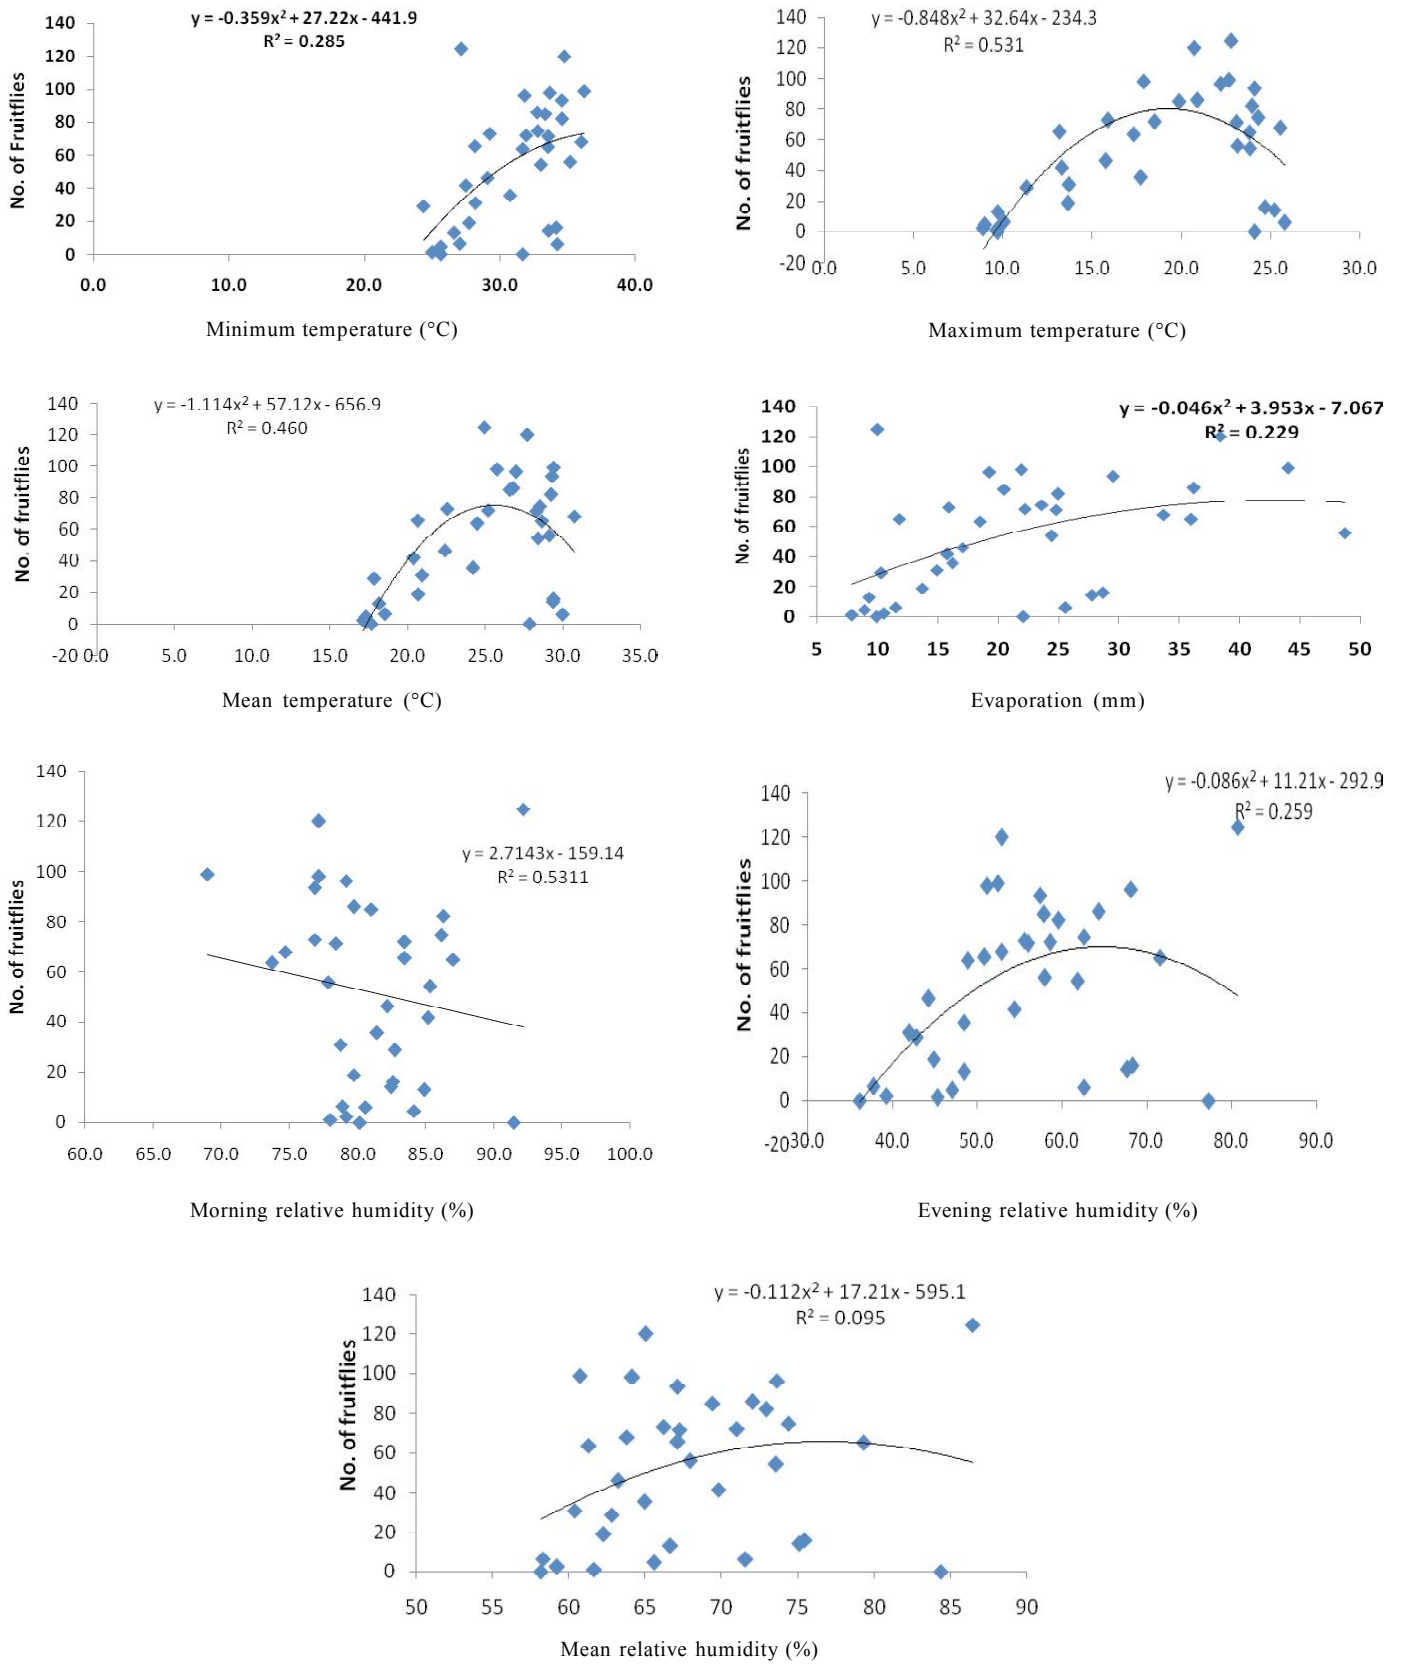 y = -0.359x² + 27.22x - 441.9
R² = 0.285
No. of Fruitflies
140
120
100
80
60
40
20
0
0.0 10.0 20.0 30.0 40.0
Minimum temperature (°C)
y = -0.848x² + 32.64x - 234.3
R² = 0.531
No. of fruitflies
140
120
100
80
60
40
20
0
-20
0.0 5.0 10.0 15.0 20.0 25.0 30.0
Maximum temperature (°C)
y = -1.114x² + 57.12x - 656.9
R² = 0.460
No. of fruitflies
140
120
100
80
60
40
20
0
-20
0.0 5.0 10.0 15.0 20.0 25.0 30.0 35.0
Mean temperature (°C)
y = -0.046x² + 3.953x - 7.067
R² = 0.229
No. of fruitflies
140
120
100
80
60
40
20
0
5 10 15 20 25 30 35 40 45 50
Evaporation (mm)
y = 2.7143x - 159.14
R² = 0.5311
No. of fruitflies
140
120
100
80
60
40
20
0
60.0 65.0 70.0 75.0 80.0 85.0 90.0 95.0 100.0
Morning relative humidity (%)
y = -0.086x² + 11.21x - 292.9
R² = 0.259
No. of fruitflies
140
120
100
80
60
40
20
0
-20
30.0 40.0 50.0 60.0 70.0 80.0 90.0
Evening relative humidity (%)
y = -0.112x² + 17.21x - 595.1
R² = 0.095
No. of fruitflies
140
120
100
80
60
40
20
0
50 55 60 65 70 75 80 85 90
Mean relative humidity (%)